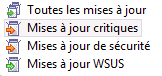 Toutes les mises à jour
Mises à jour critiques
Mises à jour de sécurité
Mises à jour WSUS